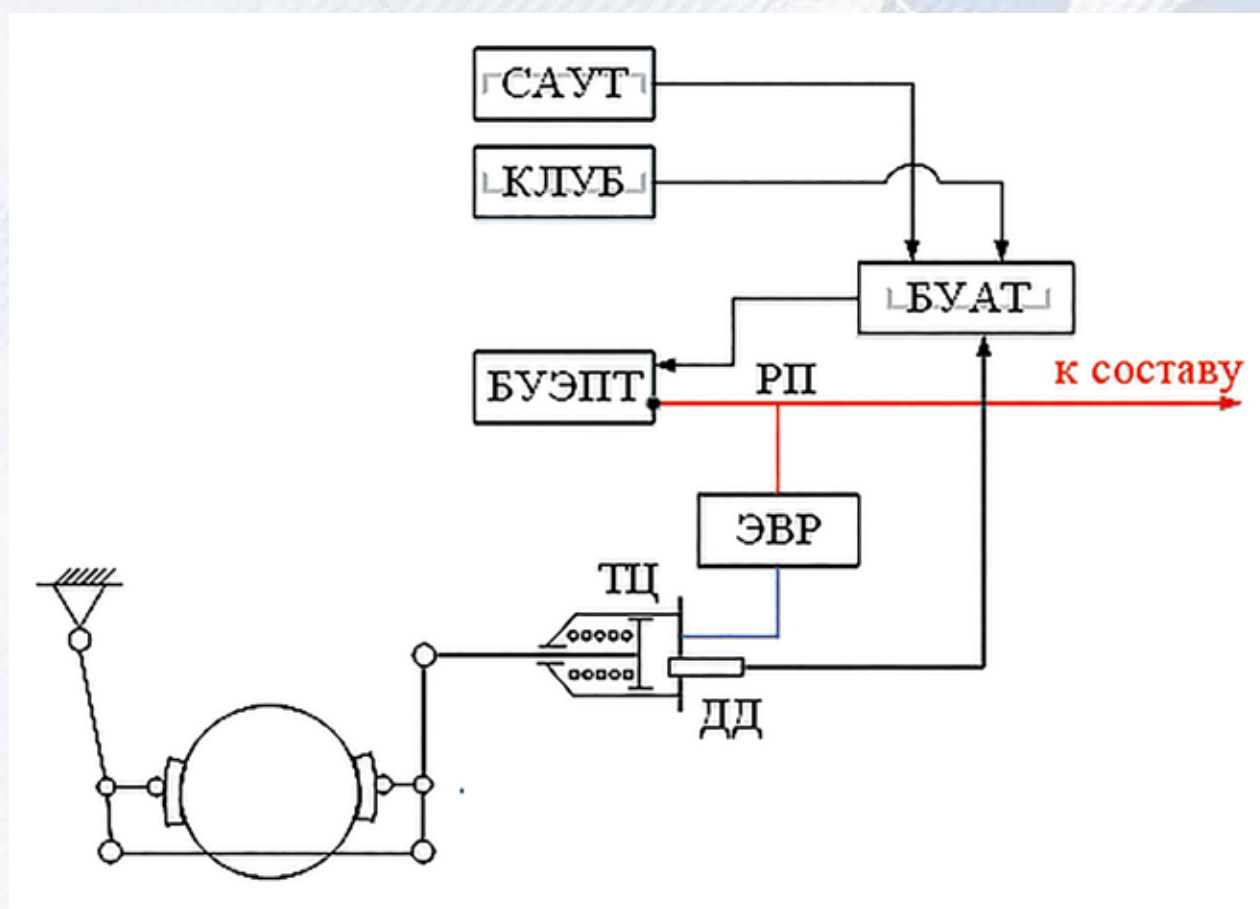 САУТ
КЛУБ
БУАТ
БУЭПТ
РП
к составу
ЭВР
ТЦ
ДД